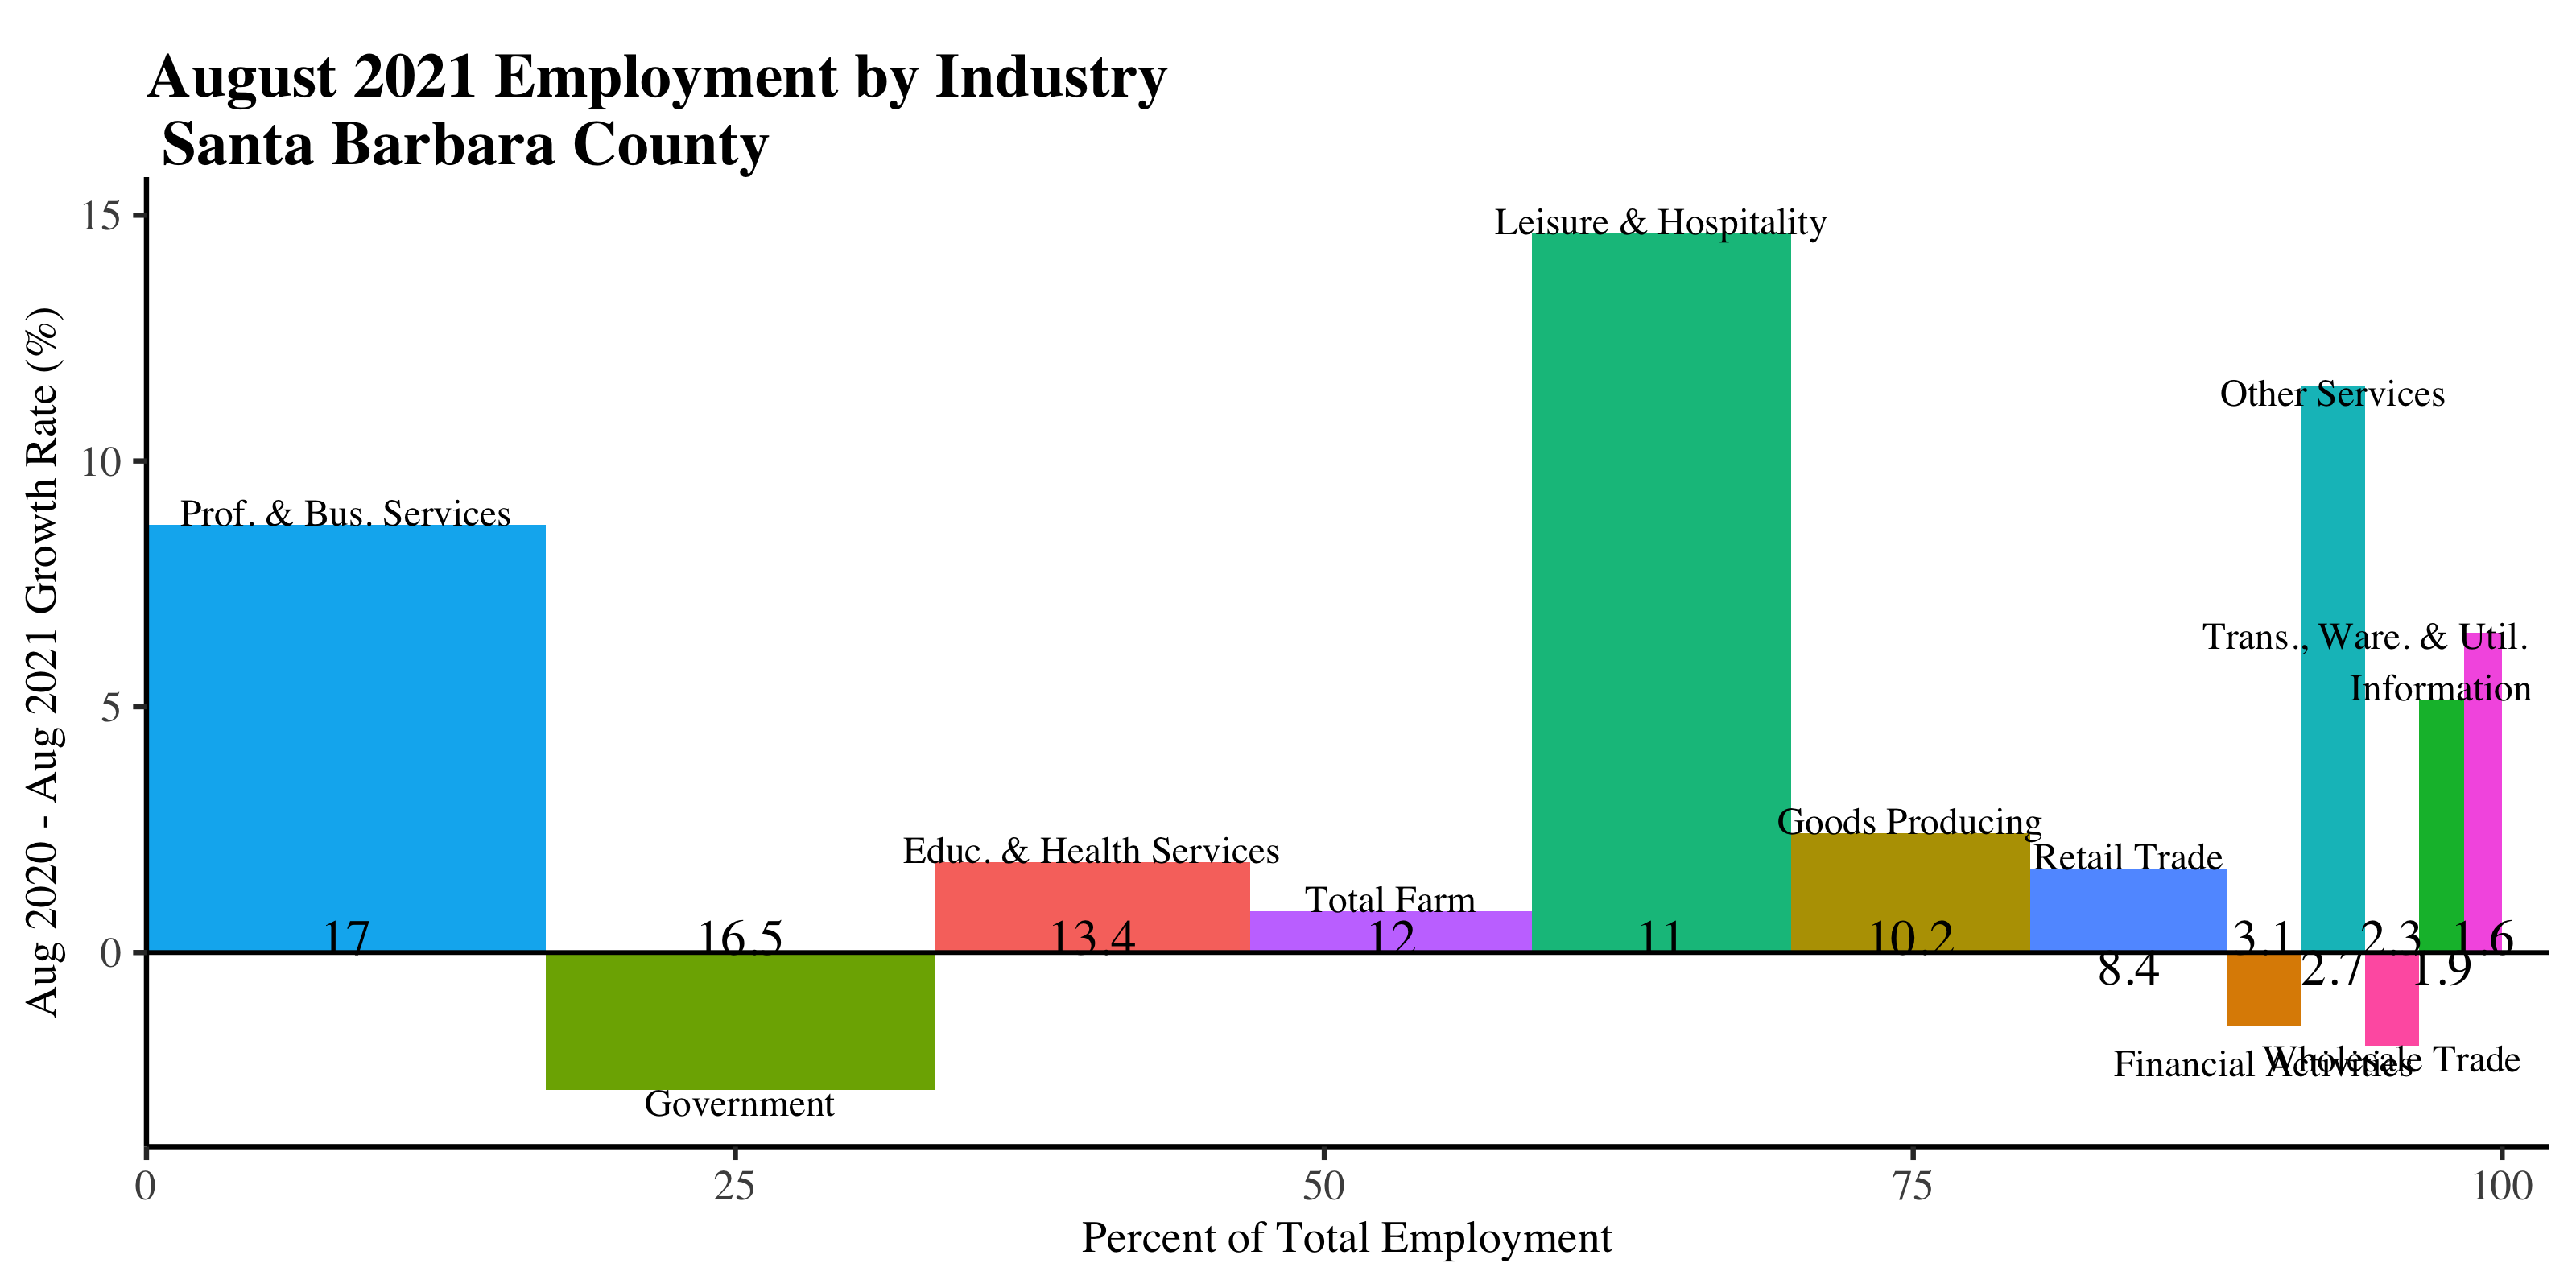 August 2021 Employment by Industry
Santa Barbara County
Aug 2020 - Aug 2021 Growth Rate (%)
15
10
5
0
Leisure & Hospitality
Other Services
Prof. & Bus. Services
Trans., Ware. & Util.
Information
Goods Producing
Educ. & Health Services
Retail Trade
Total Farm
17
16.5
13.4
12
11
10.2
8.4
3.1
2.7
2.3
1.9
1.6
Financial Activities
Wholesale Trade
Government
0
25
50
75
100
Percent of Total Employment